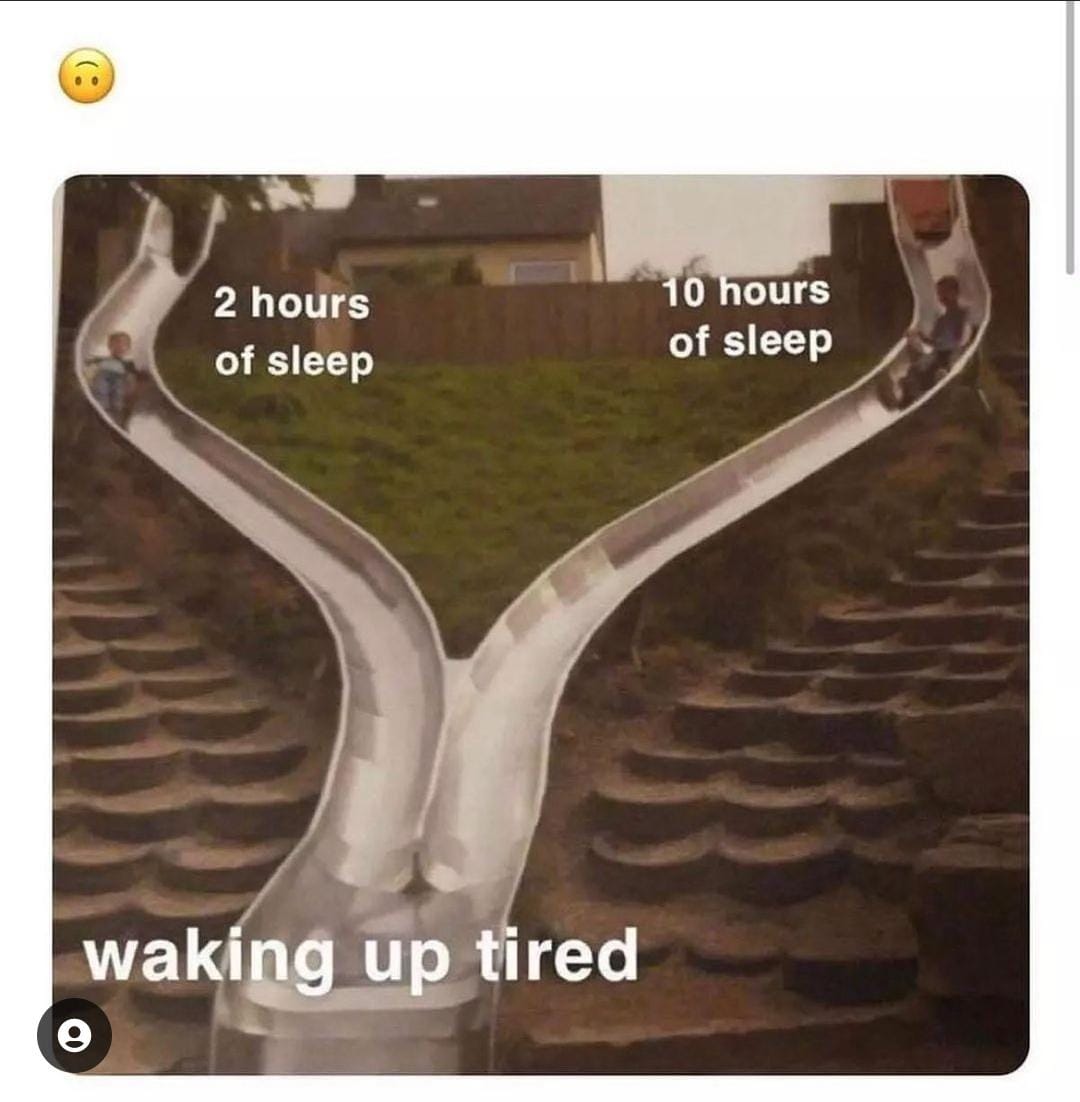 🙃
2 hours
of sleep
10 hours
of sleep
waking up tired